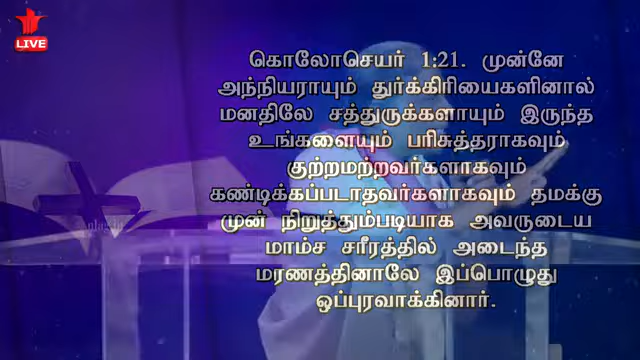 LIVE
கொலோசெயர் 1:21. முன்னே
அந்நியராயும் துர்க்கிரியைகளினால்
மனதிலே சத்துருக்களாயும் இருந்த
உங்களையும் பரிசுத்தராகவும்
குற்றமற்றவர்களாகவும்
கண்டிக்கப்படாதவர்களாகவும் தமக்கு
முன் நிறுத்தும்படியாக அவருடைய
மாம்ச சரீரத்தில் அடைந்த
மரணத்தினாலே இப்பொழுது
ஒப்புரவாக்கினார்.